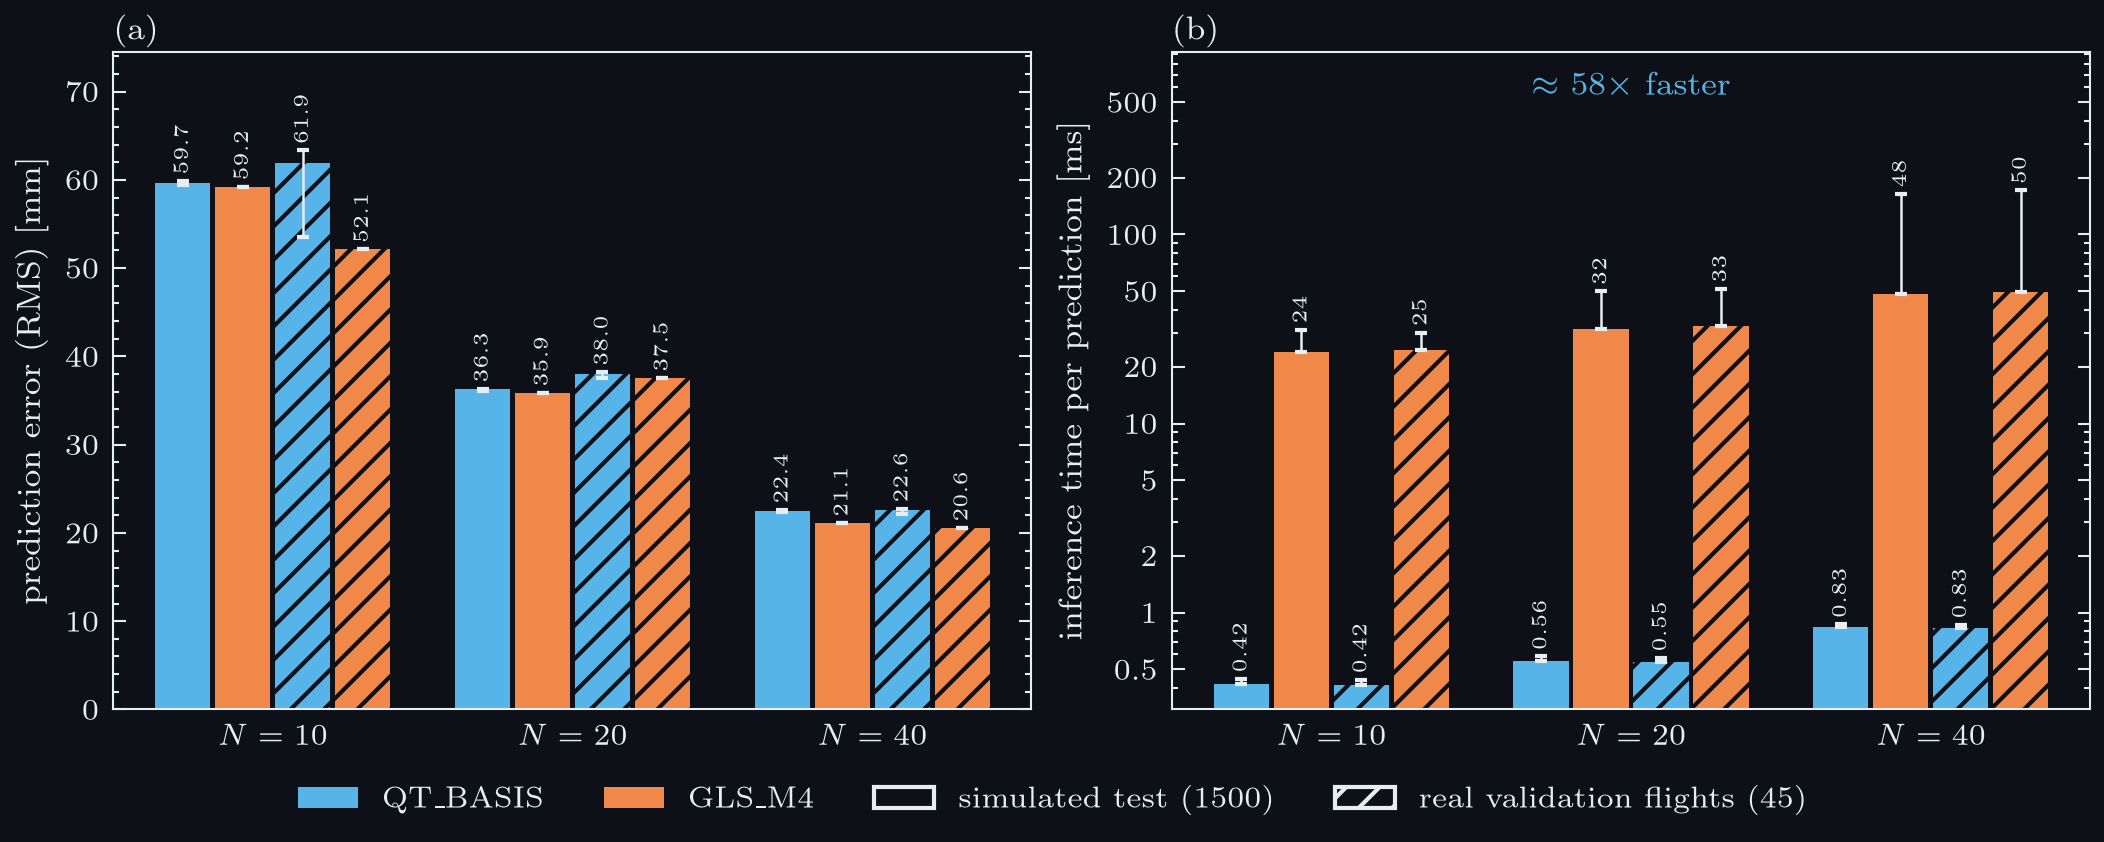 (a)
prediction error (RMS) [mm]
70
60
50
40
30
20
10
0
59.7
59.2
61.9
52.1
36.3
35.9
38.0
37.5
22.4
21.1
22.6
20.6
N = 10
N = 20
N = 40
(b)
≈ 58× faster
inference time per prediction [ms]
500
200
100
50
20
10
5
2
1
0.5
0.42
24
0.42
25
0.56
32
0.55
33
0.83
48
0.83
50
N = 10
N = 20
N = 40
QT_BASIS
GLS_M4
simulated test (1500)
real validation flights (45)